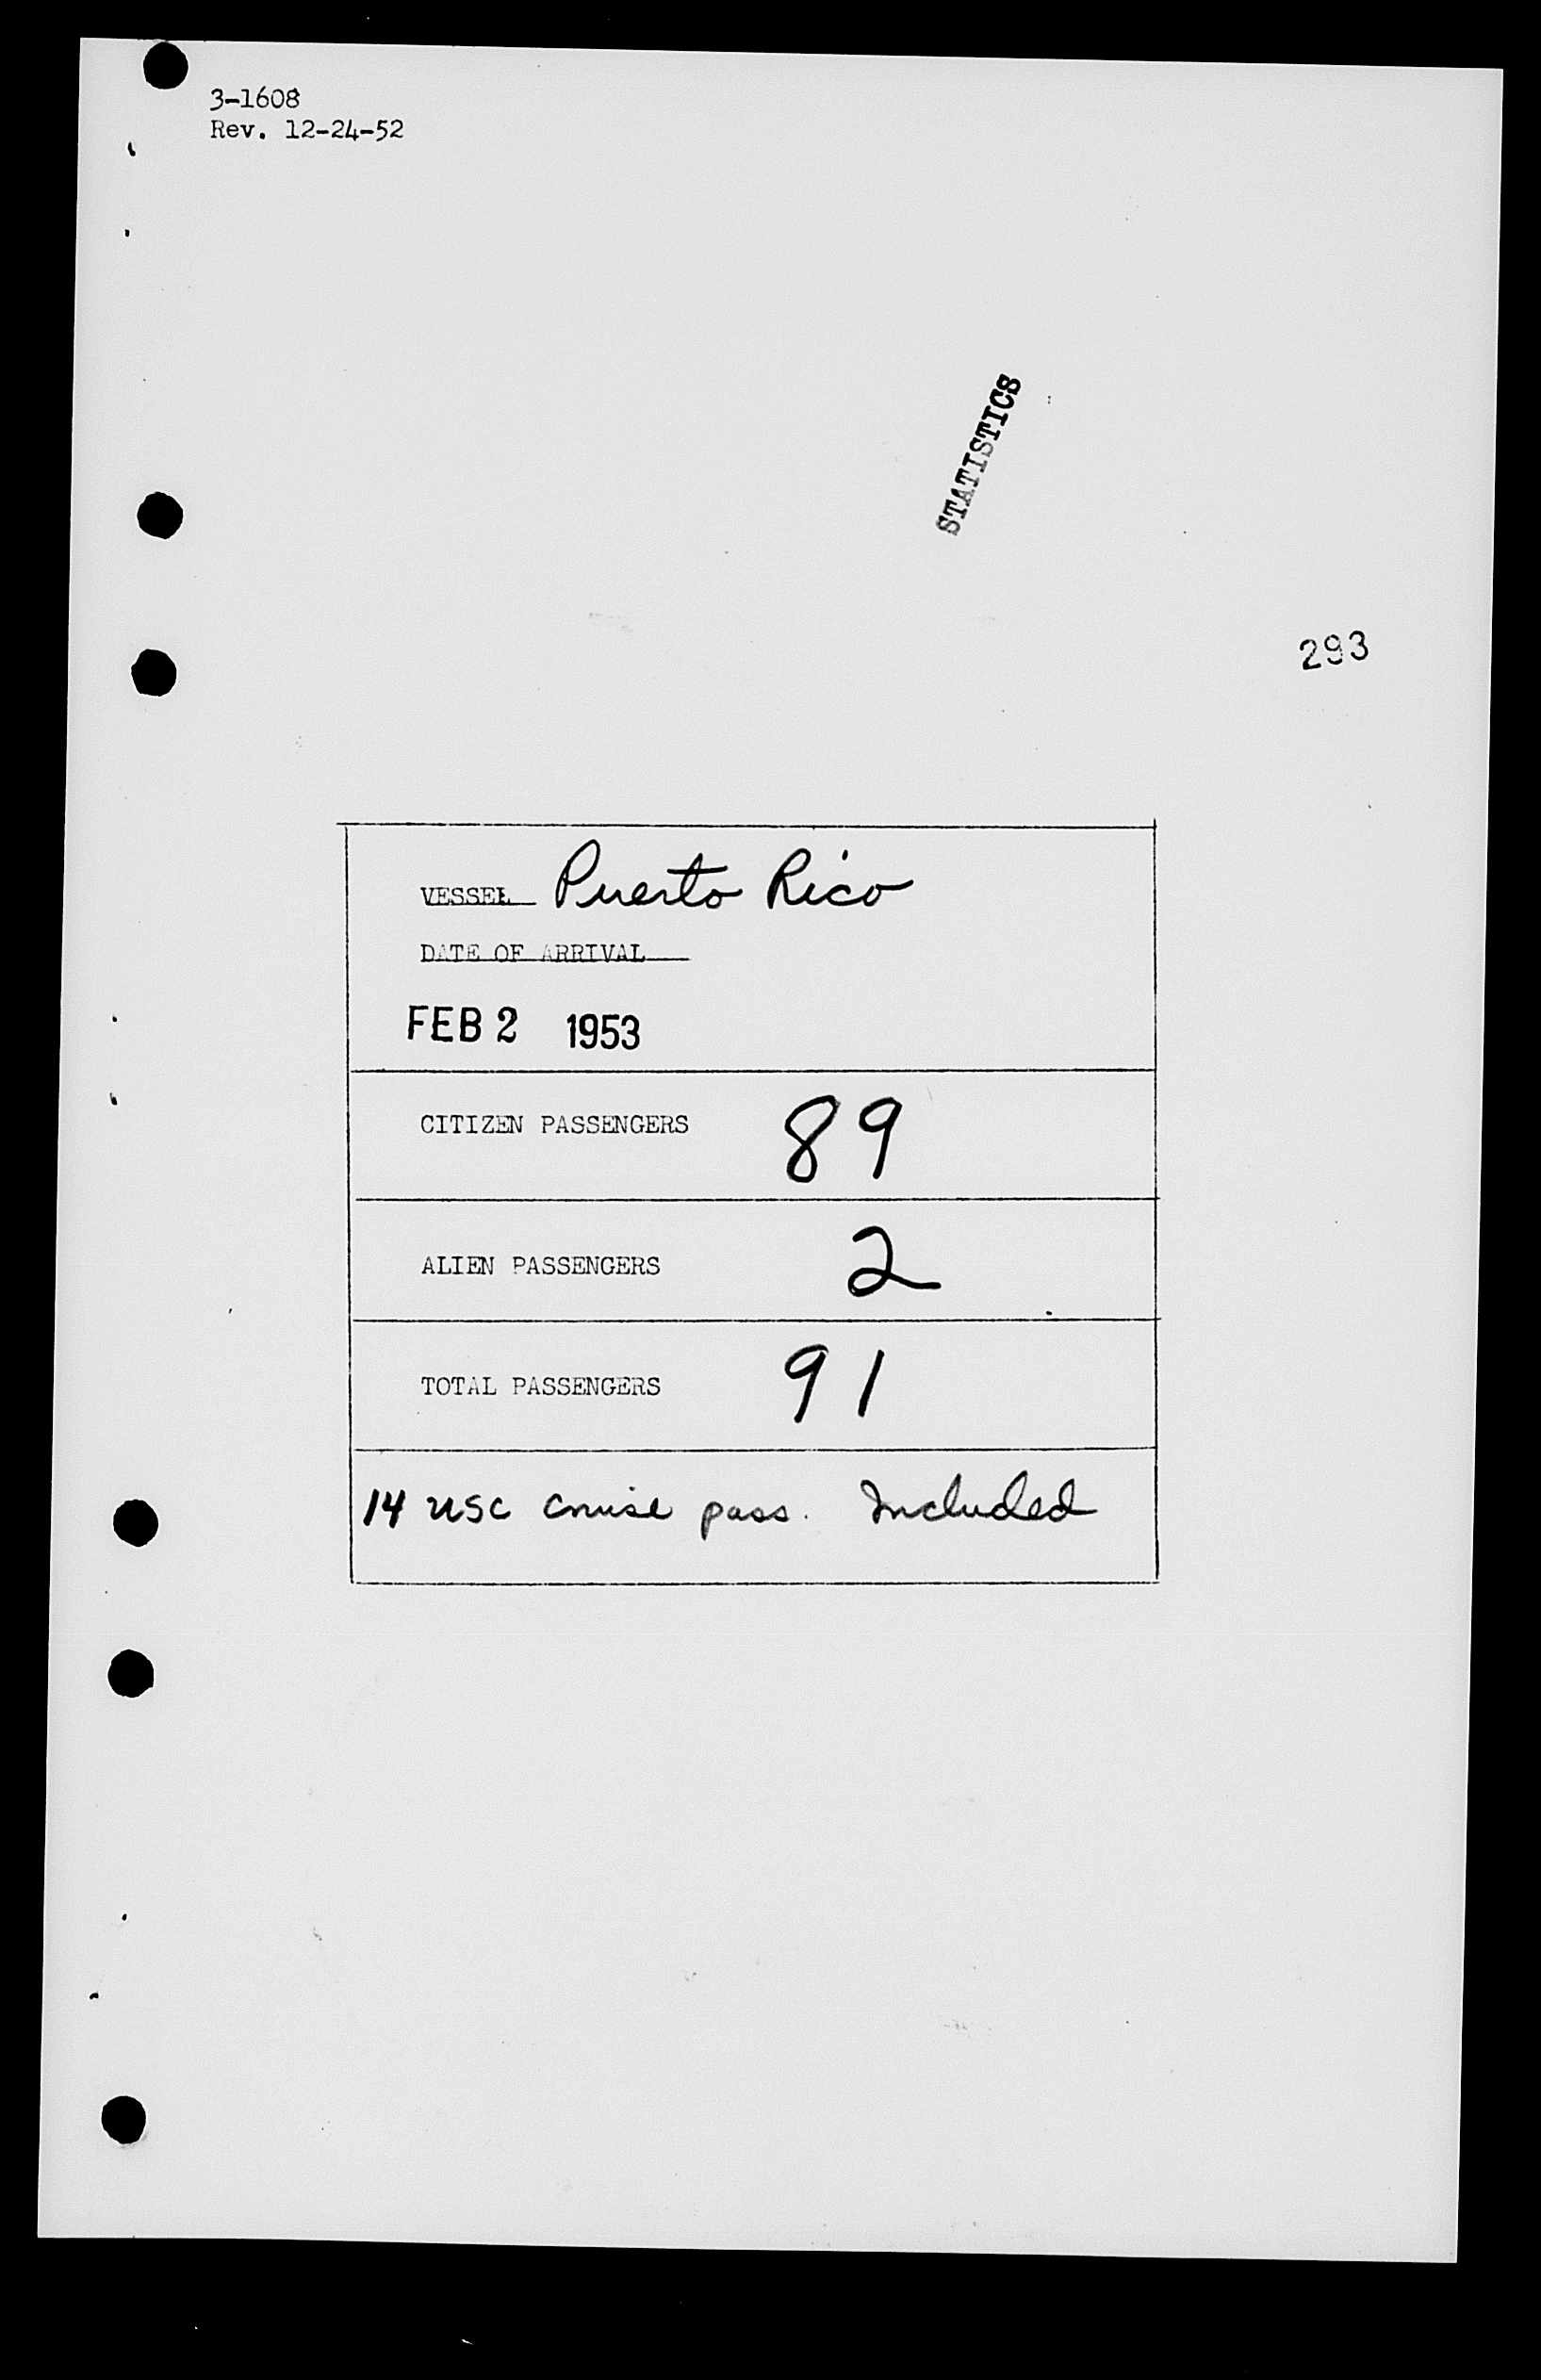 3-1608
Rev. 12-24-52
STATISTICS
293
VESSEL Puerto Rico
DATE OF ARRIVAL
FEB 2 1953
CITIZEN PASSENGERS 89
ALIEN PASSENGERS 2
TOTAL PASSENGERS 91
14 USC cruise pass. Included